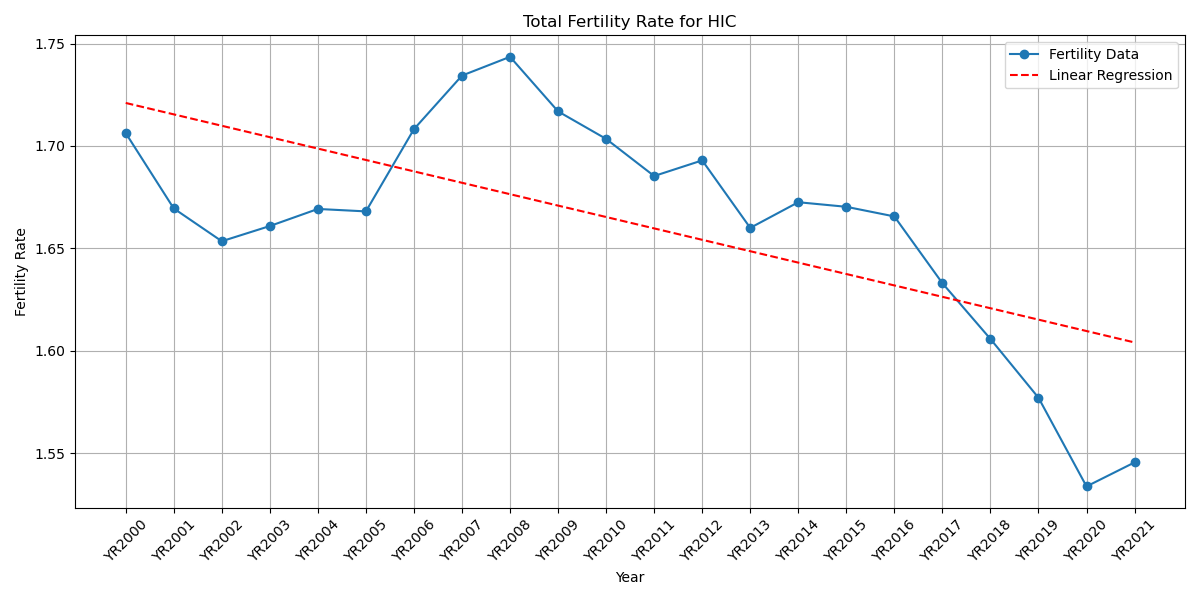 Total Fertility Rate for HIC
Fertility Data
Linear Regression
Fertility Rate
1.75
1.70
1.65
1.60
1.55
YR2000
YR2001
YR2002
YR2003
YR2004
YR2005
YR2006
YR2007
YR2008
YR2009
YR2010
YR2011
YR2012
YR2013
YR2014
YR2015
YR2016
YR2017
YR2018
YR2019
YR2020
YR2021
Year